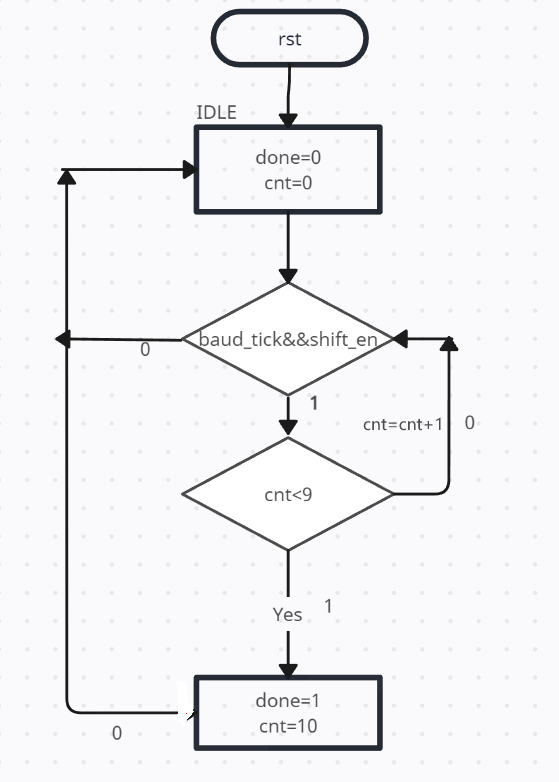 rst
IDLE
done=0
cnt=0
baud_tick&&shift_en
0
1
cnt=cnt+1
0
cnt<9
Yes
1
done=1
cnt=10
0